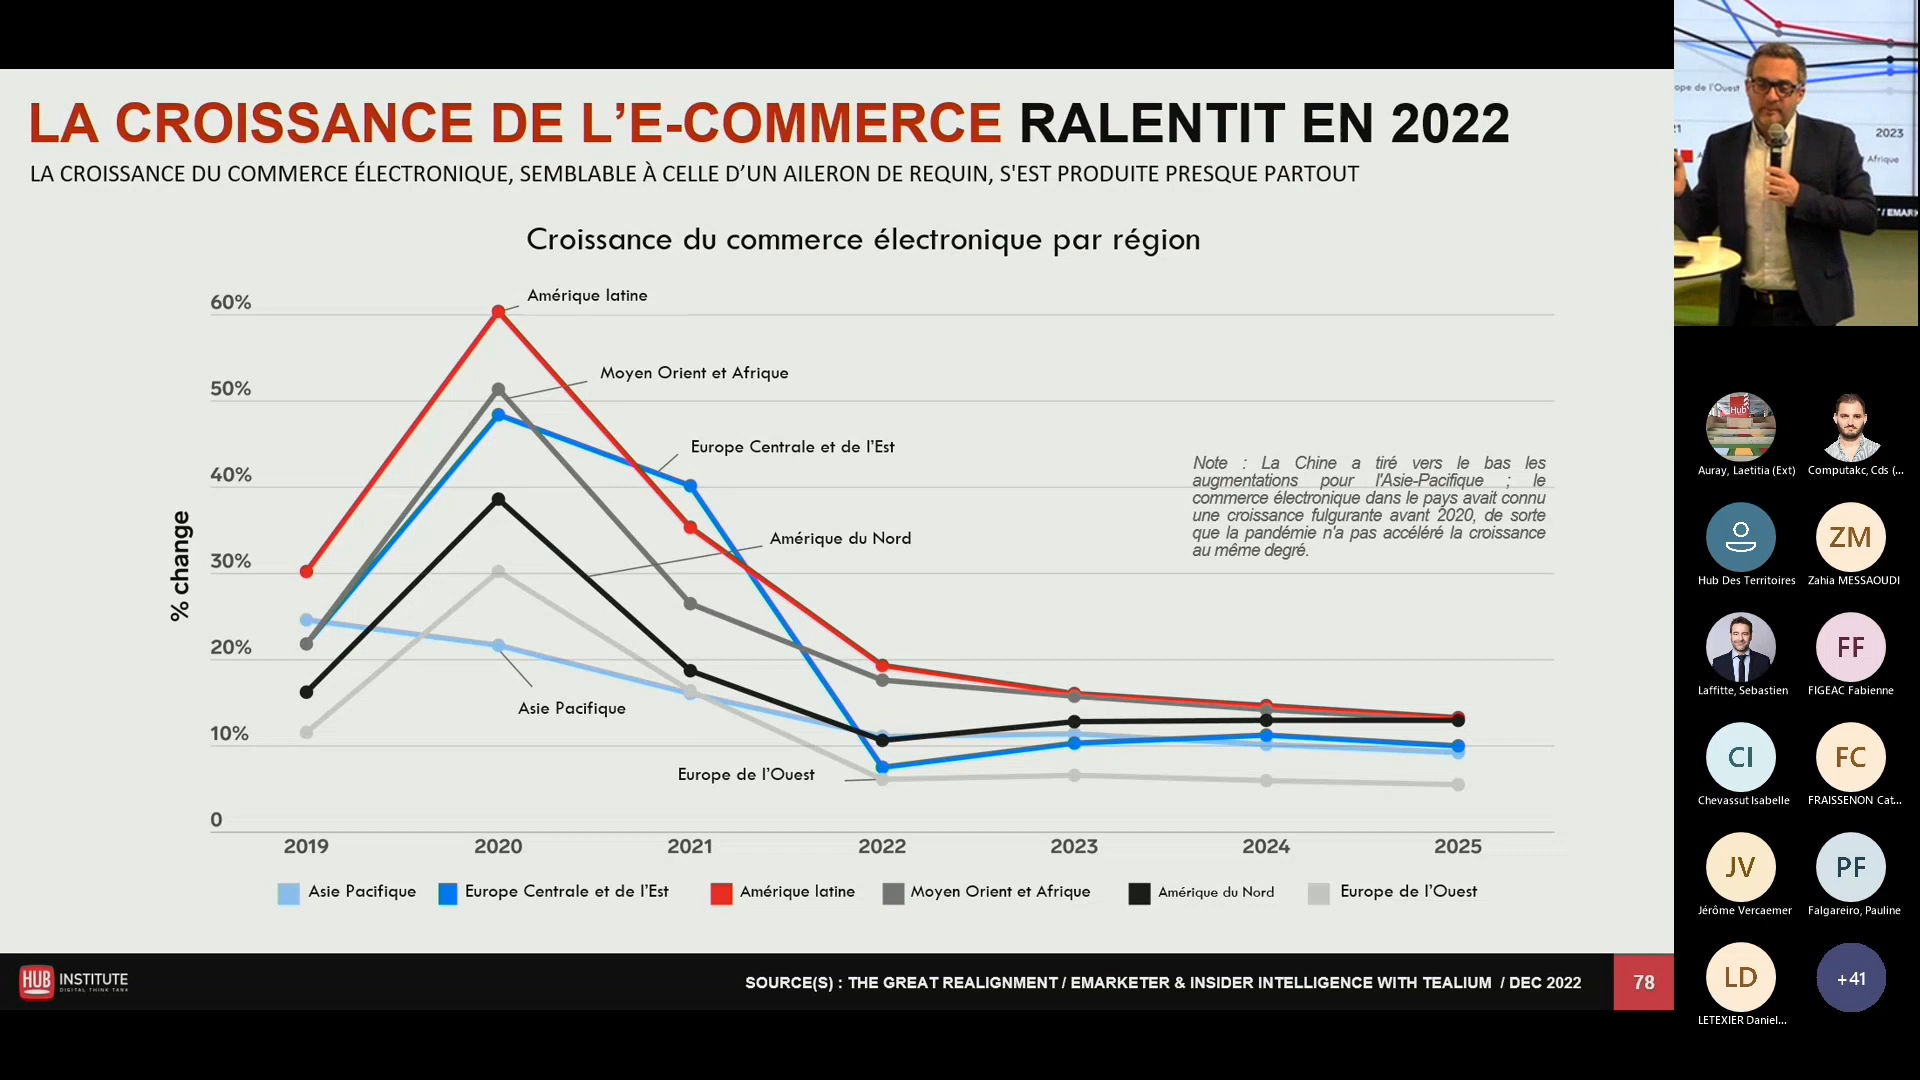 LA CROISSANCE DE L’E-COMMERCE RALENTIT EN 2022
LA CROISSANCE DU COMMERCE ÉLECTRONIQUE, SEMBLABLE À CELLE D’UN AILERON DE REQUIN, S'EST PRODUITE PRESQUE PARTOUT
Croissance du commerce électronique par région
% change
60%
50%
40%
30%
20%
10%
0
Amérique latine
Moyen Orient et Afrique
Europe Centrale et de l’Est
Amérique du Nord
Asie Pacifique
Europe de l’Ouest
Note : La Chine a tiré vers le bas les
augmentations pour l'Asie-Pacifique ; le
commerce électronique dans le pays avait connu
une croissance fulgurante avant 2020, de sorte
que la pandémie n'a pas accéléré la croissance
au même degré.
2019 2020 2021 2022 2023 2024 2025
Asie Pacifique Europe Centrale et de l’Est Amérique latine Moyen Orient et Afrique Amérique du Nord Europe de l’Ouest
HUB INSTITUTE
DIGITAL THINK TANK
SOURCE(S) : THE GREAT REALIGNMENT / EMARKETER & INSIDER INTELLIGENCE WITH TEALIUM / DEC 2022
78
ope de l’Ouest
21
2023
A
Afrique
/ EMARK
Hub
Auray, Laetitia (Ext)
Computakc, Cds (...
Hub Des Territoires
ZM
Zahia MESSAOUDI
Laffitte, Sebastien
FF
FIGEAC Fabienne
CI
Chevassut Isabelle
FC
FRAISSENON Cat...
JV
Jérôme Vercaemer
PF
Falgareiro, Pauline
LD
LETEXIER Daniel...
+41